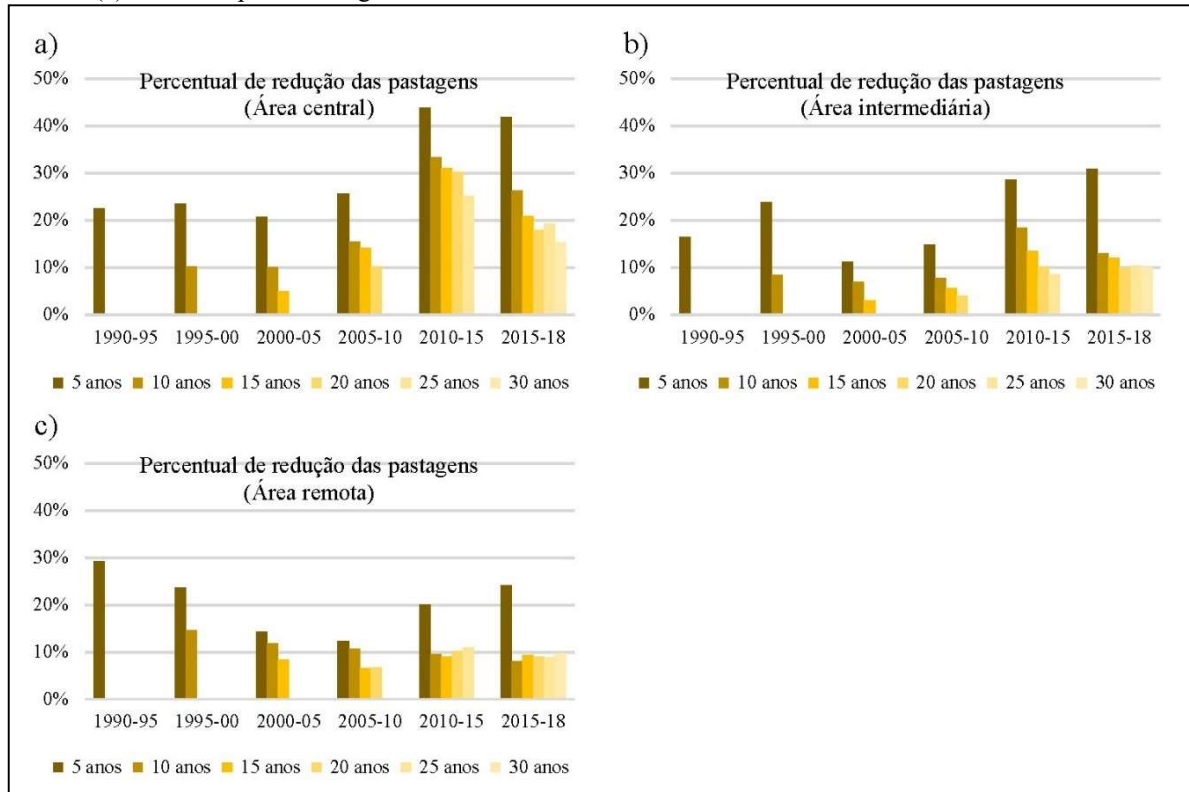 a)
Percentual de redução das pastagens
(Área central)
50%
40%
30%
20%
10%
0%
1990-95 1995-00 2000-05 2005-10 2010-15 2015-18
5 anos 10 anos 15 anos 20 anos 25 anos 30 anos
b)
Percentual de redução das pastagens
(Área intermediária)
50%
40%
30%
20%
10%
0%
1990-95 1995-00 2000-05 2005-10 2010-15 2015-18
5 anos 10 anos 15 anos 20 anos 25 anos 30 anos
c)
Percentual de redução das pastagens
(Área remota)
50%
40%
30%
20%
10%
0%
1990-95 1995-00 2000-05 2005-10 2010-15 2015-18
5 anos 10 anos 15 anos 20 anos 25 anos 30 anos